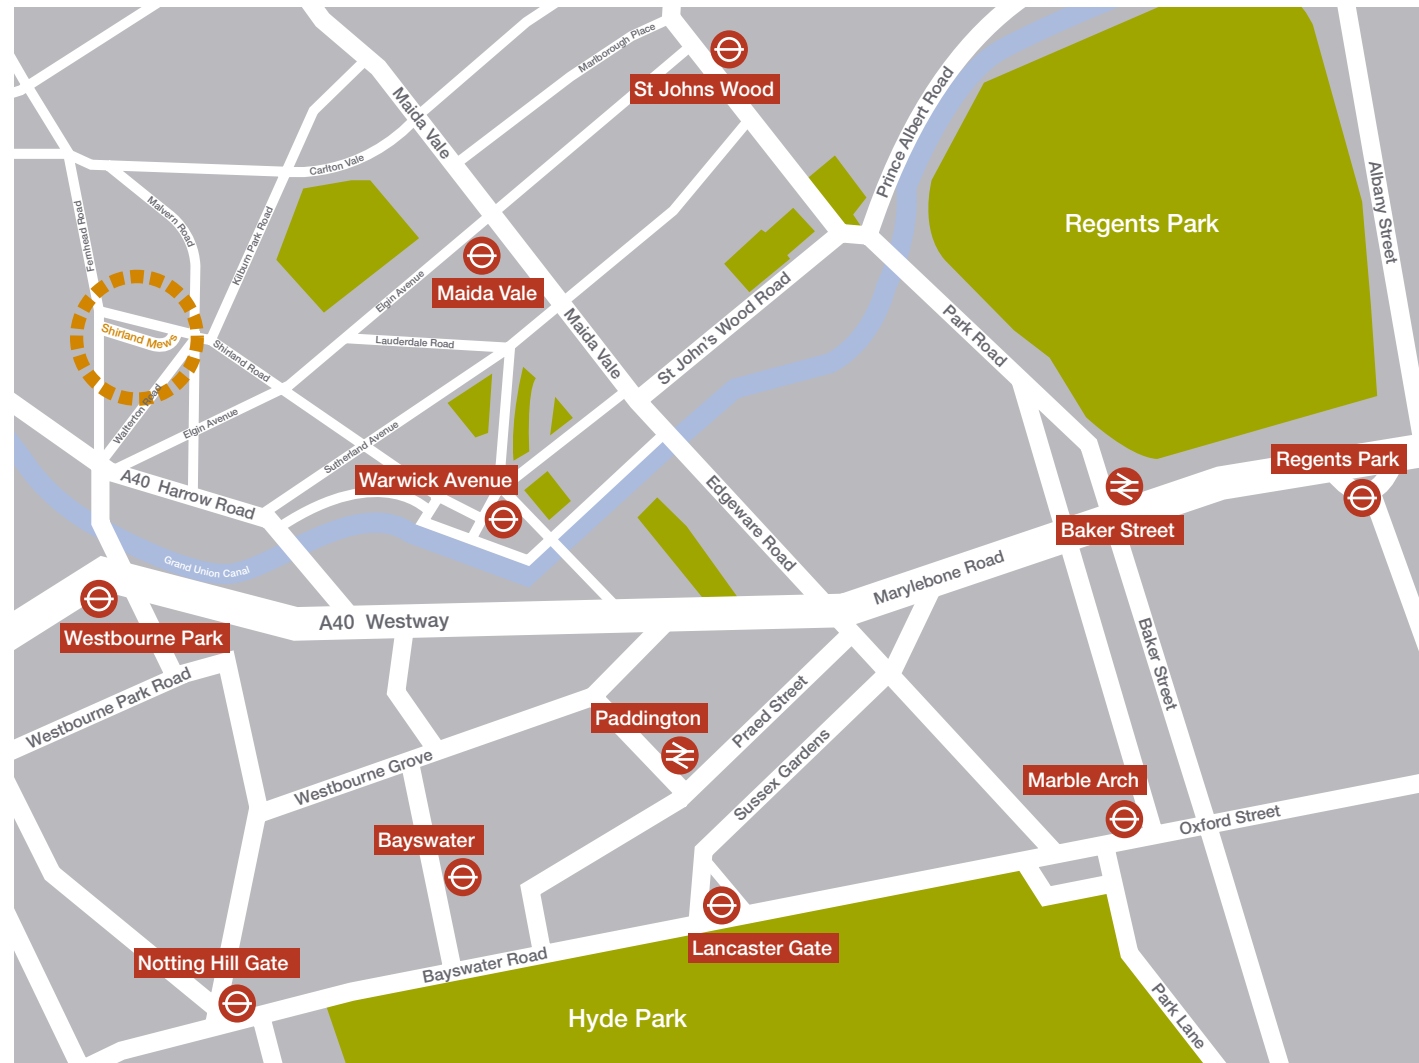 Marlborough Place
St Johns Wood
Maida Vale
Prince Albert Road
Carlton Vale
Albany Street
Fernhead Road
Malvern Road
Kilburn Park Road
Regents Park
Elgin Avenue
Maida Vale
Shirland Mews
Shirland Road
Lauderdale Road
Maida Vale
St John's Wood Road
Park Road
Walterton Road
Elgin Avenue
Sutherland Avenue
Warwick Avenue
Regents Park
A40 Harrow Road
Edgeware Road
Baker Street
Grand Union Canal
Marylebone Road
A40 Westway
Westbourne Park
Baker Street
Westbourne Park Road
Paddington
Praed Street
Westbourne Grove
Sussex Gardens
Marble Arch
Oxford Street
Bayswater
Notting Hill Gate
Bayswater Road
Lancaster Gate
Hyde Park
Park Lane